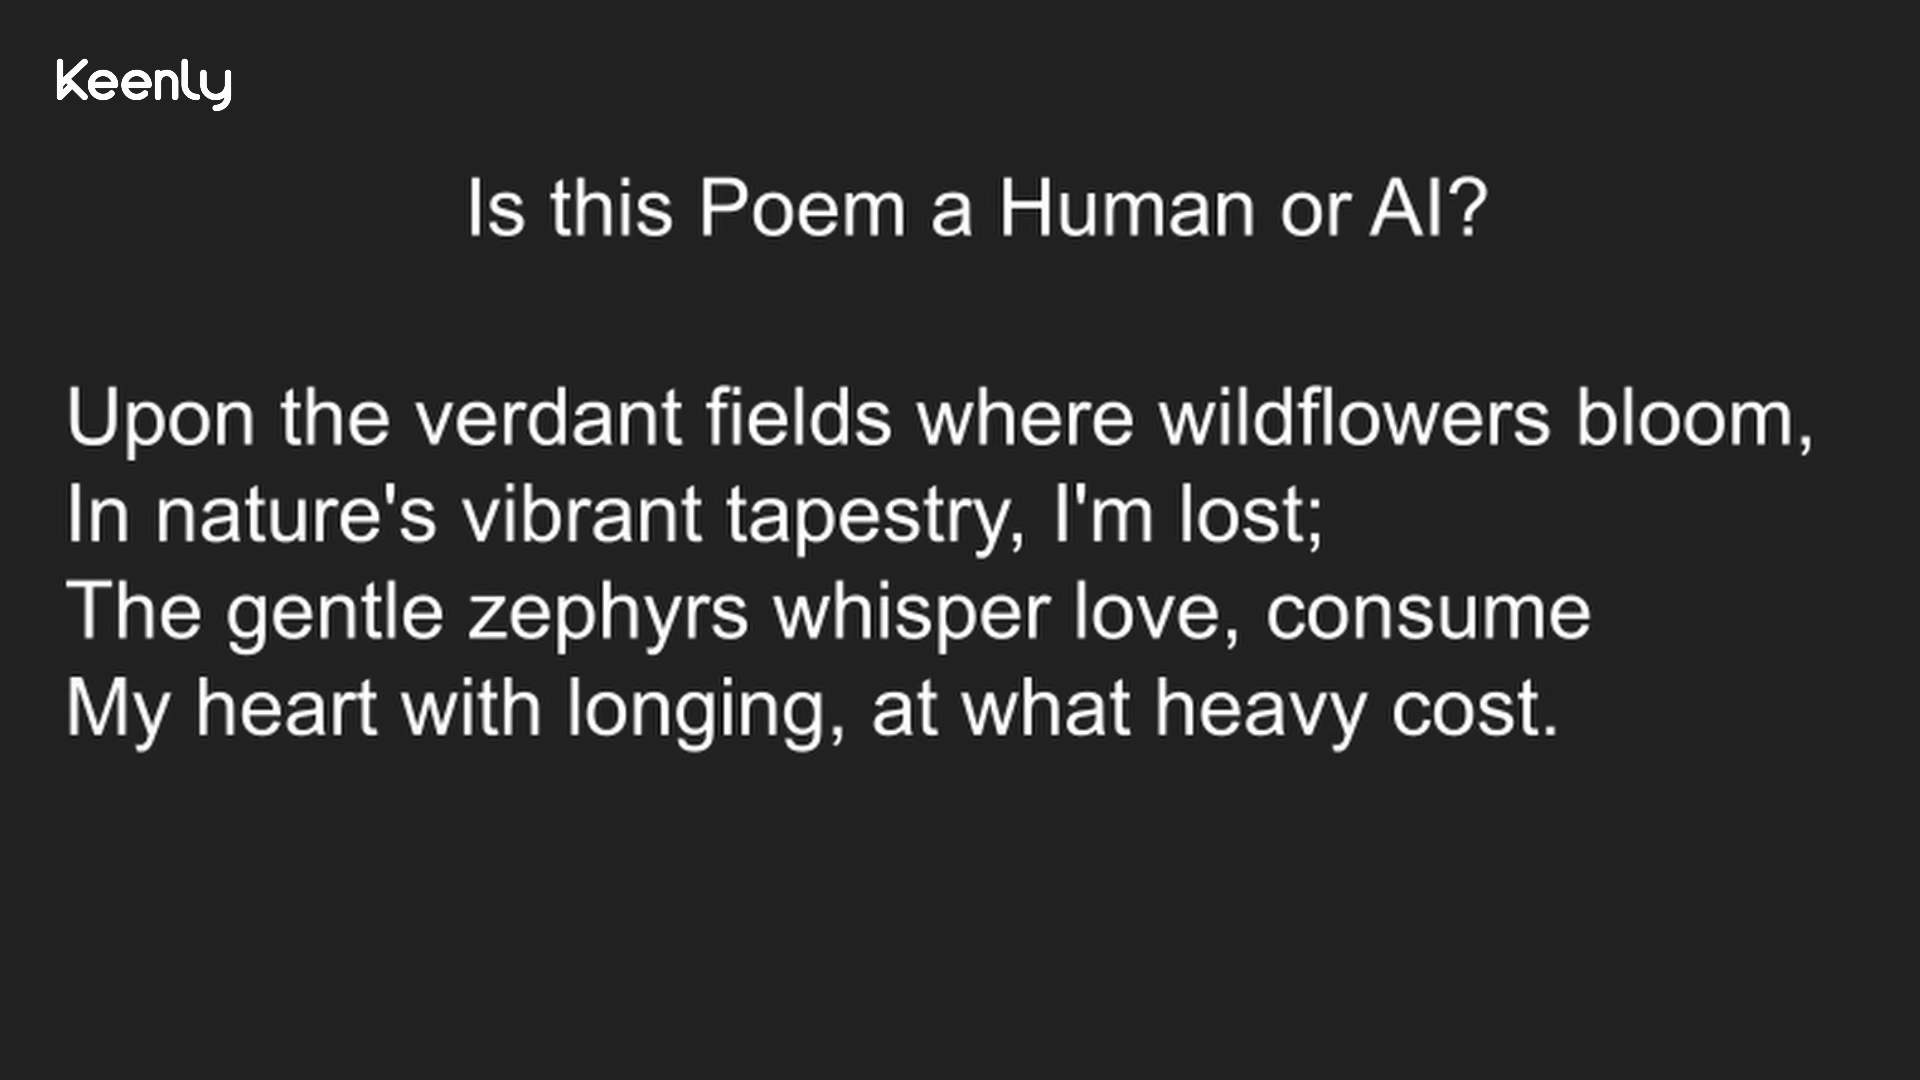 Keenly
Is this Poem a Human or AI?
Upon the verdant fields where wildflowers bloom,
In nature's vibrant tapestry, I'm lost;
The gentle zephyrs whisper love, consume
My heart with longing, at what heavy cost.